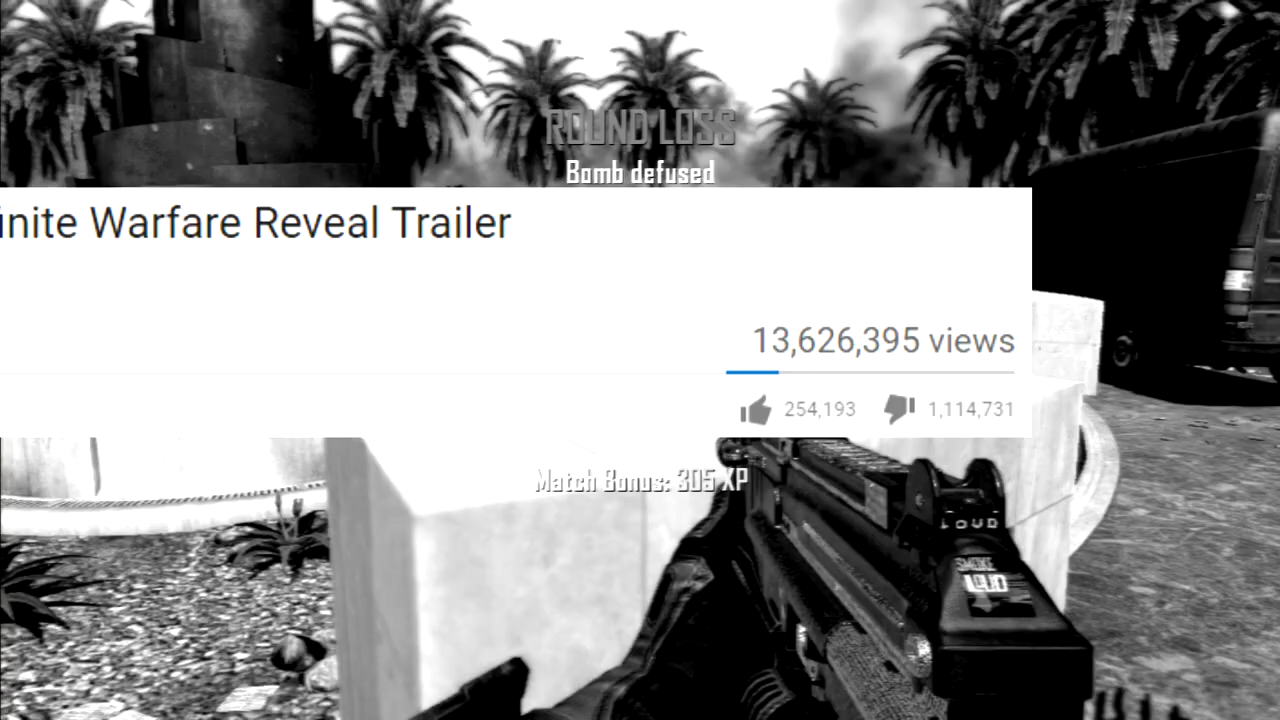 ROUND LOSS
Bomb defused
inite Warfare Reveal Trailer
13,626,395 views
254,193 1,114,731
Match Bonus: 305 XP
LOUD
SMOKE
LOUD